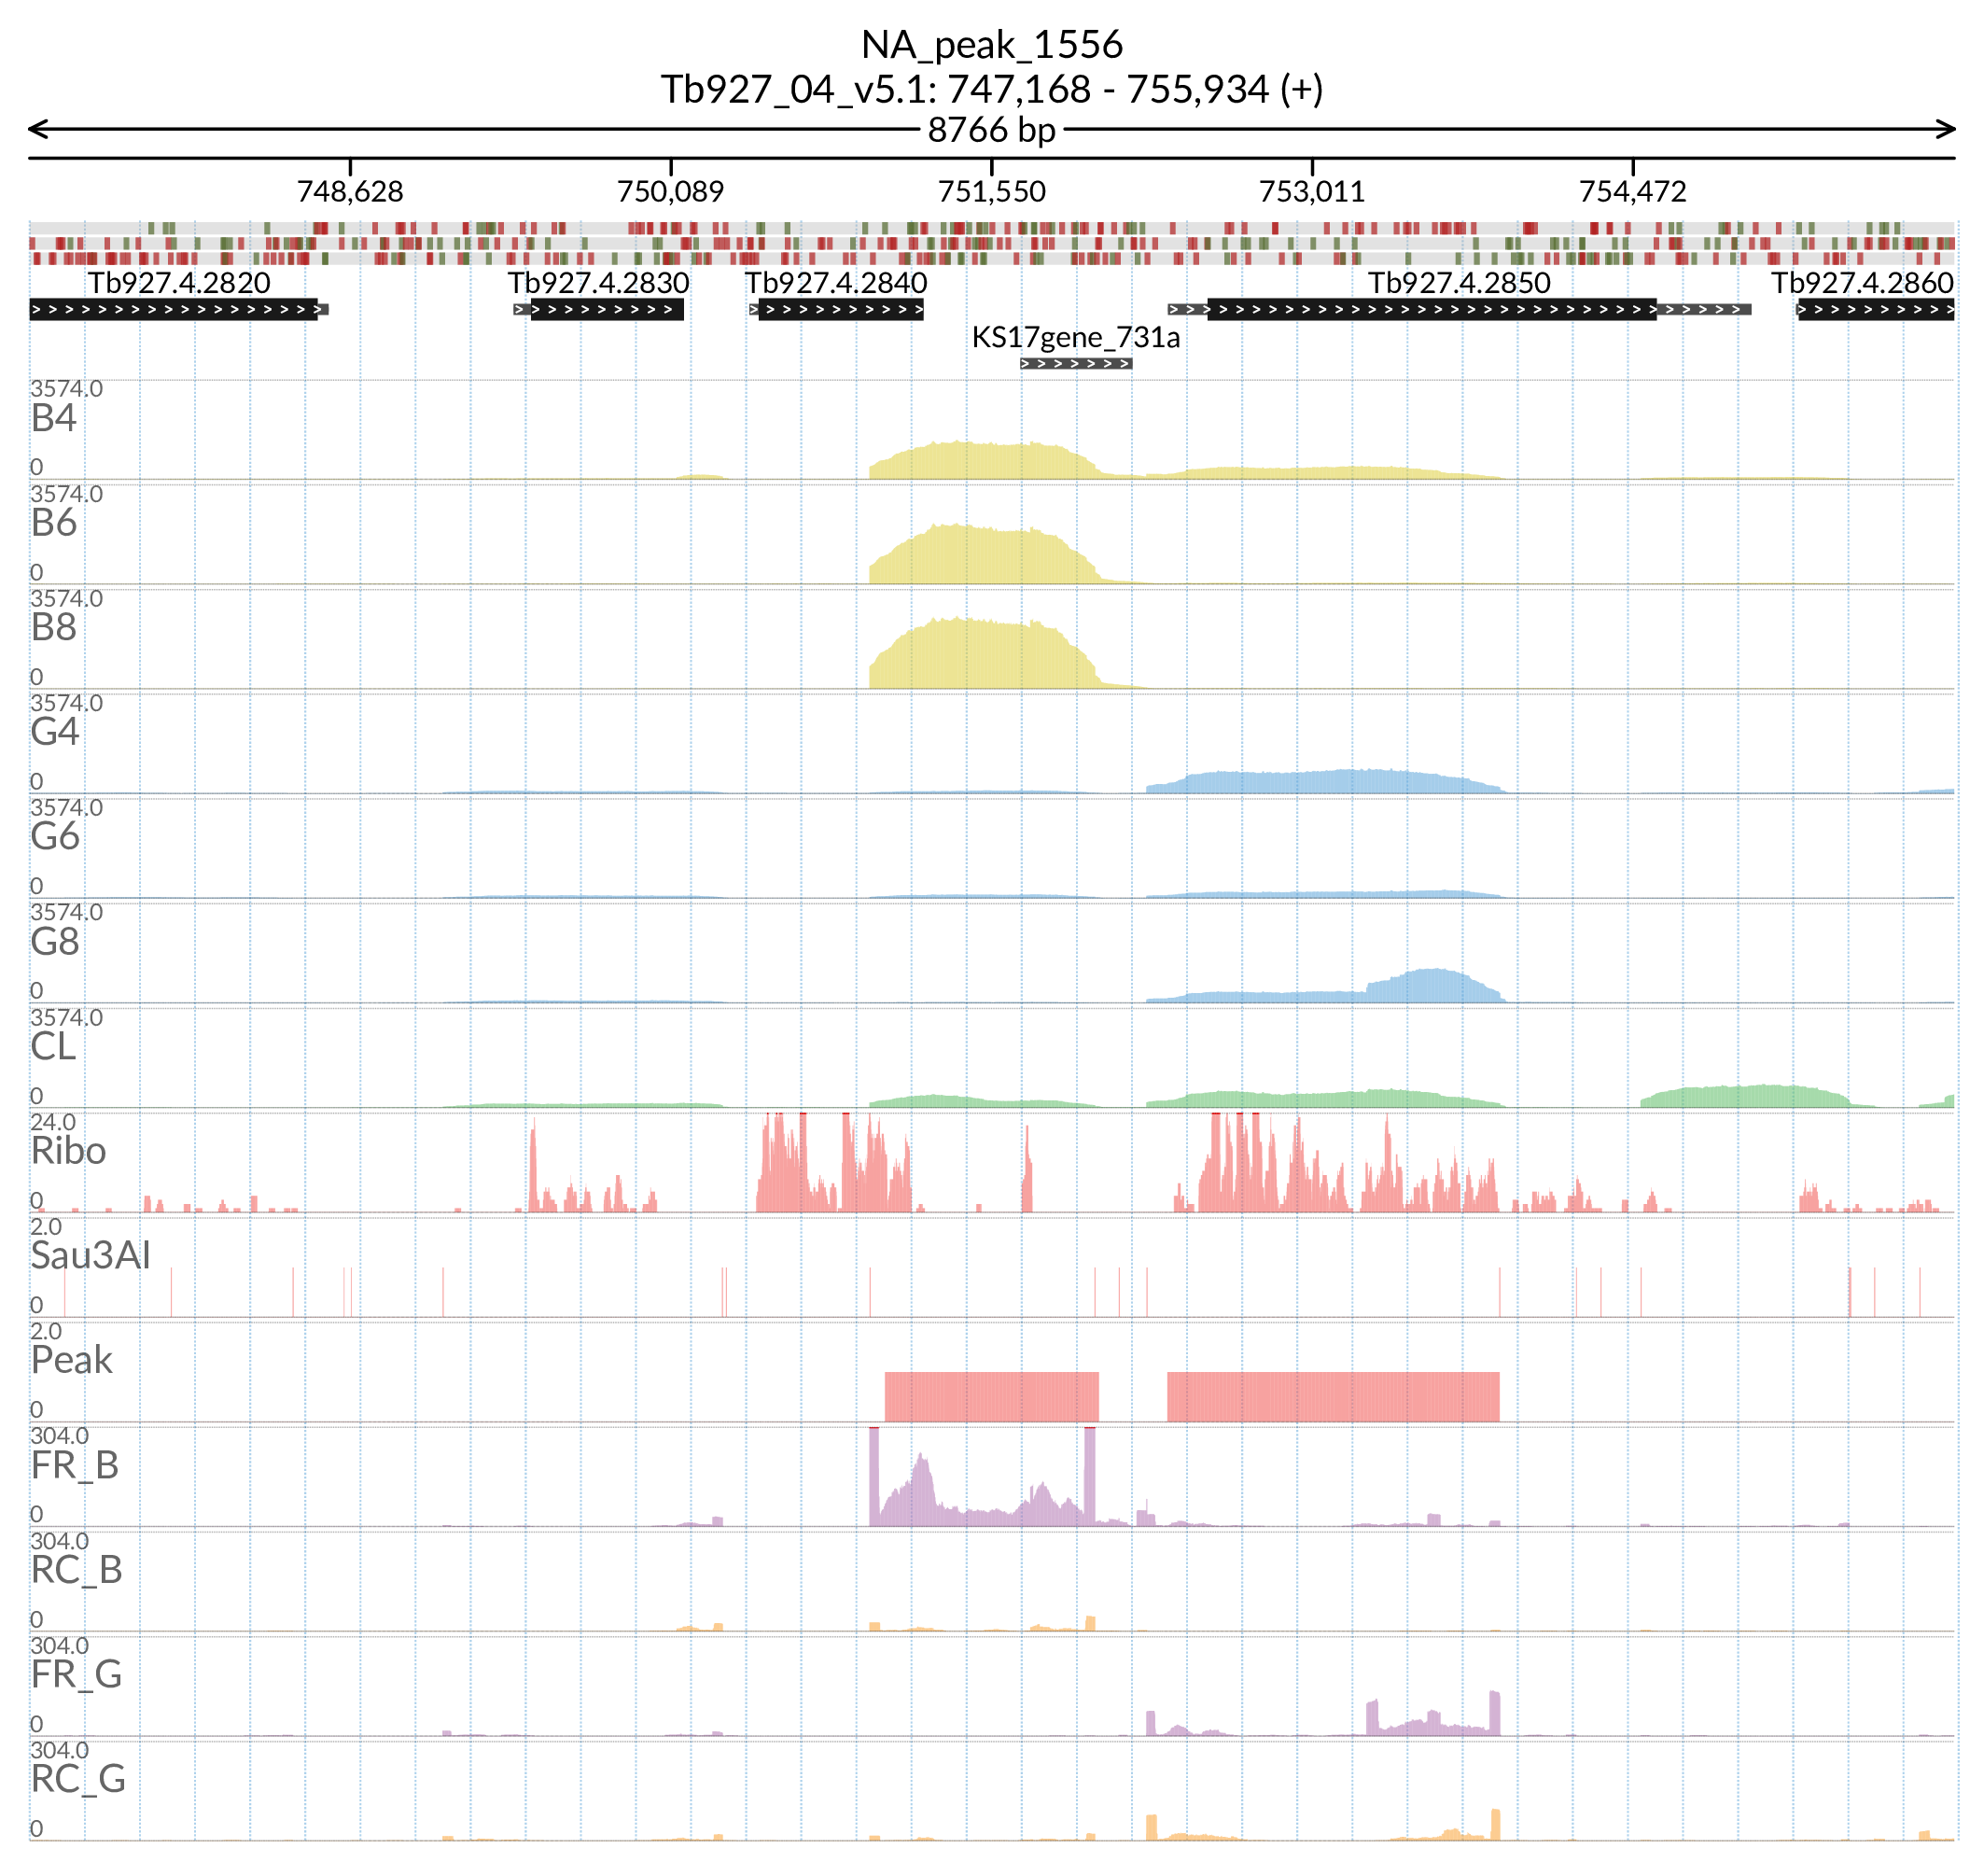 NA_peak_1556
Tb927_04_v5.1: 747,168 - 755,934 (+)
8766 bp
748,628 750,089 751,550 753,011 754,472
Tb927.4.2820 Tb927.4.2830 Tb927.4.2840 Tb927.4.2850 Tb927.4.2860
KS17gene_731a
3574.0
B4
0
3574.0
B6
0
3574.0
B8
0
3574.0
G4
0
3574.0
G6
0
3574.0
G8
0
3574.0
CL
0
24.0
Ribo
0
2.0
Sau3AI
0
2.0
Peak
0
304.0
FR_B
0
304.0
RC_B
0
304.0
FR_G
0
304.0
RC_G
0